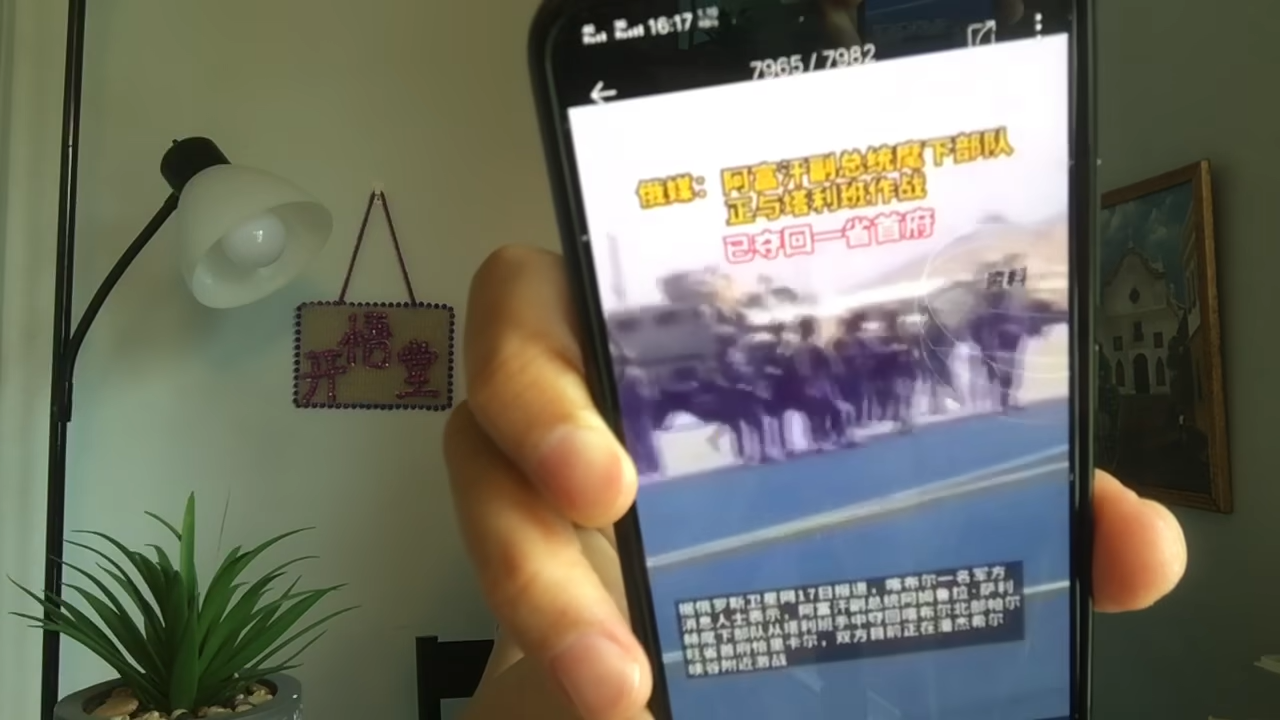 16:17
7965 / 7982
俄媒：阿富汗副总统麾下部队
正与塔利班作战
已夺回一省首府
资料
据俄罗斯卫星网17日报道，喀布尔一名军方
消息人士表示，阿富汗副总统阿姆鲁拉·萨利
赫麾下部队从塔利班手中夺回喀布尔北部帕尔
旺省首府恰里卡尔，双方目前正在潘杰希尔
峡谷附近激战
开悟堂